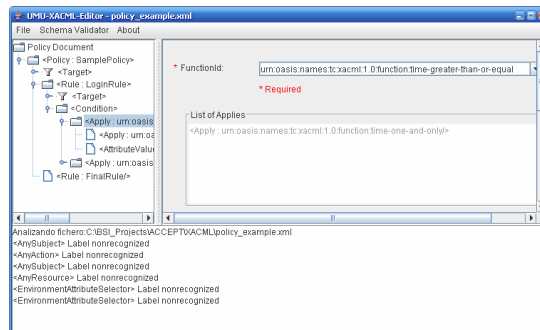 UMU-XACML-Editor - policy_example.xml
File Schema Validator About
Policy Document
<Policy : SamplePolicy>
<Target>
<Rule : LoginRule>
<Target>
<Condition>
<Apply : urn:oasis
<Apply : urn:oa
<AttributeValu
<Apply : urn:oasis
<Rule : FinalRule/>
* FunctionId:
urn:oasis:names:tc:xacml:1.0:function:time-greater-than-or-equal
* Required
List of Applies
<Apply : urn:oasis:names:tc:xacml:1.0:function:time-one-and-only/>
Analizando fichero:C:\BSI_Projects\ACCEPT\XACML\policy_example.xml
<AnySubject> Label nonrecognized
<AnyAction> Label nonrecognized
<AnySubject> Label nonrecognized
<AnyResource> Label nonrecognized
<EnvironmentAttributeSelector> Label nonrecognized
<EnvironmentAttributeSelector> Label nonrecognized